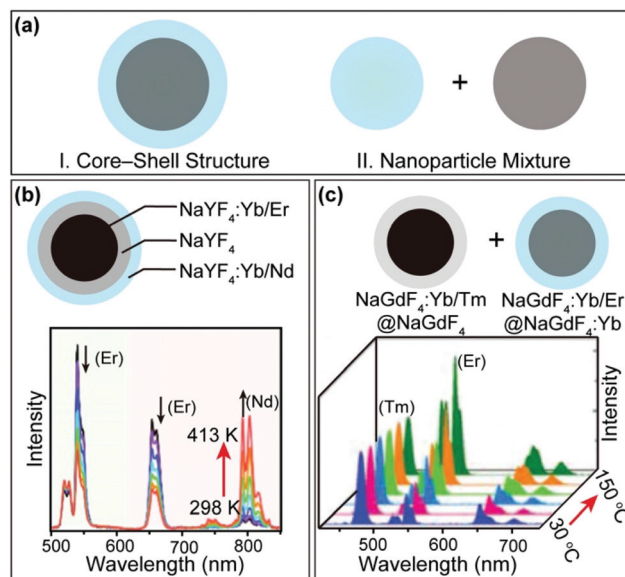 (a)
+
I. Core–Shell Structure
II. Nanoparticle Mixture
(b)
NaYF₄:Yb/Er
NaYF₄
NaYF₄:Yb/Nd
(Er)
(Er)
(Nd)
413 K
298 K
Intensity
500 600 700 800
Wavelength (nm)
(c)
+
NaGdF₄:Yb/Tm
@NaGdF₄
NaGdF₄:Yb/Er
@NaGdF₄:Yb
(Er)
(Tm)
Intensity
Intensity
150 °C
30 °C
500 600 700
Wavelength (nm)